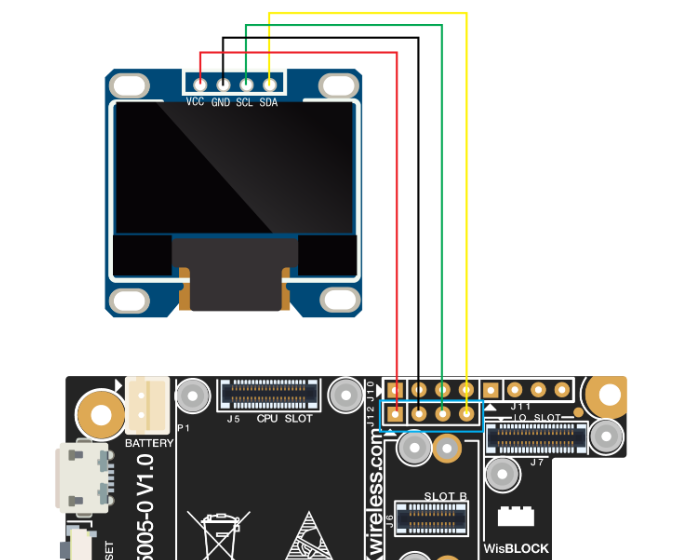 VCC GND SCL SDA
J10
J12
J11
P1
J5 CPU SLOT
IO SLOT
J7
BATTERY
5005-0 V1.0
wireless.com
J6
SLOT B
WisBLOCK
SET